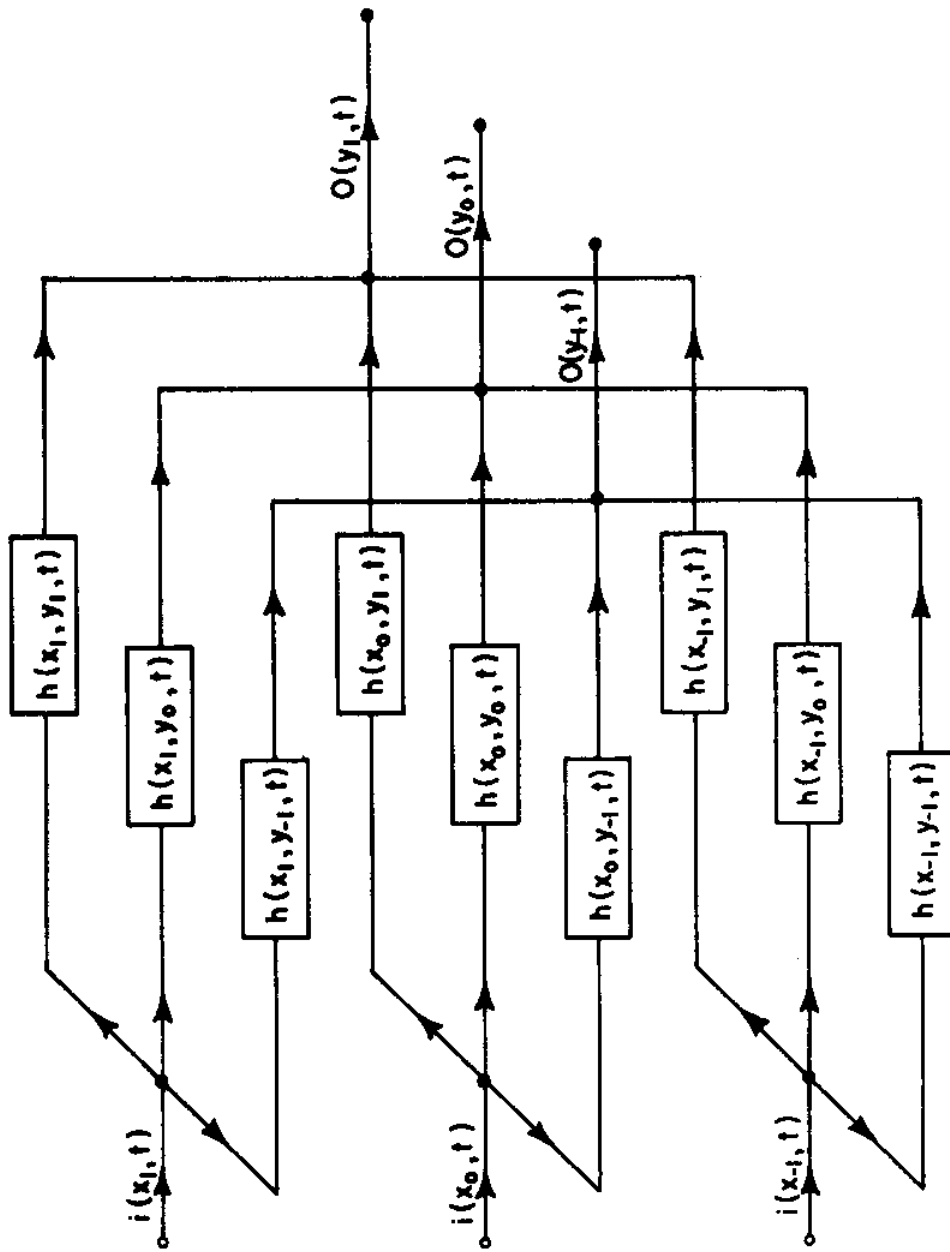 h(x₁,y₁,t)
h(x₁,y₀,t)
h(x₁,y₋₁,t)
i(x₁,t)
h(x₀,y₁,t)
h(x₀,y₀,t)
h(x₀,y₋₁,t)
i(x₀,t)
h(x₋₁,y₁,t)
h(x₋₁,y₀,t)
h(x₋₁,y₋₁,t)
i(x₋₁,t)
O(y₁,t)
O(y₀,t)
O(y₋₁,t)